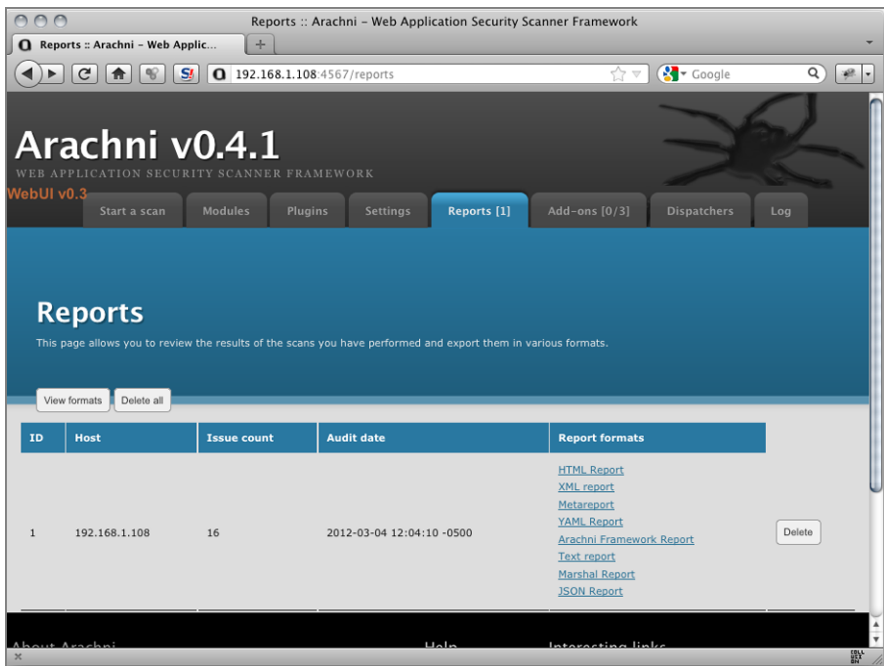 Reports :: Arachni – Web Application Security Scanner Framework
Reports :: Arachni – Web Applic...
192.168.1.108:4567/reports
Google
Arachni v0.4.1
WEB APPLICATION SECURITY SCANNER FRAMEWORK
WebUI v0.3
Start a scan Modules Plugins Settings Reports [1] Add-ons [0/3] Dispatchers Log
Reports
This page allows you to review the results of the scans you have performed and export them in various formats.
View formats Delete all
ID Host Issue count Audit date Report formats
HTML Report
XML report
Metareport
YAML Report
1 192.168.1.108 16 2012-03-04 12:04:10 -0500 Delete
Arachni Framework Report
Text report
Marshal Report
JSON Report
About Arachni Help Interesting links